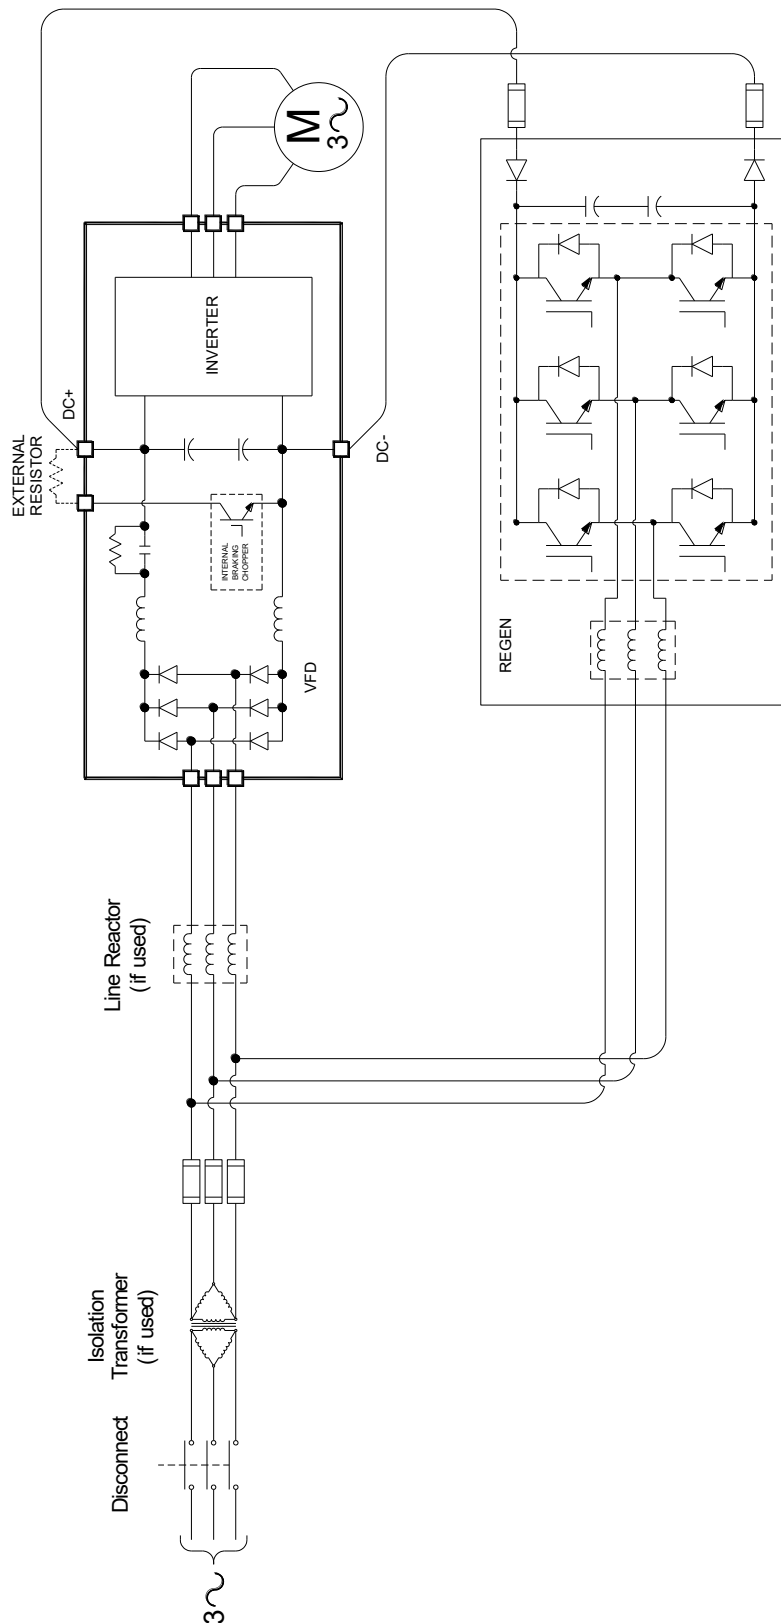 3
Disconnect
Isolation
Transformer
(if used)
Line Reactor
(if used)
EXTERNAL
RESISTOR
DC+
INTERNAL
BRAKING
CHOPPER
INVERTER
VFD
DC-
M
3
REGEN